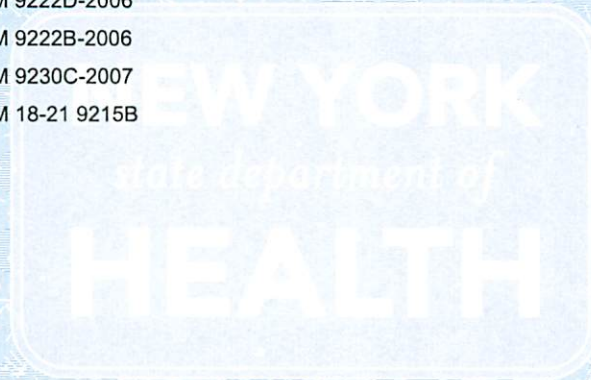 M 9222D-2006
M 9222B-2006
M 9230C-2007
M 18-21 9215B
NEW YORK
state department of
HEALTH